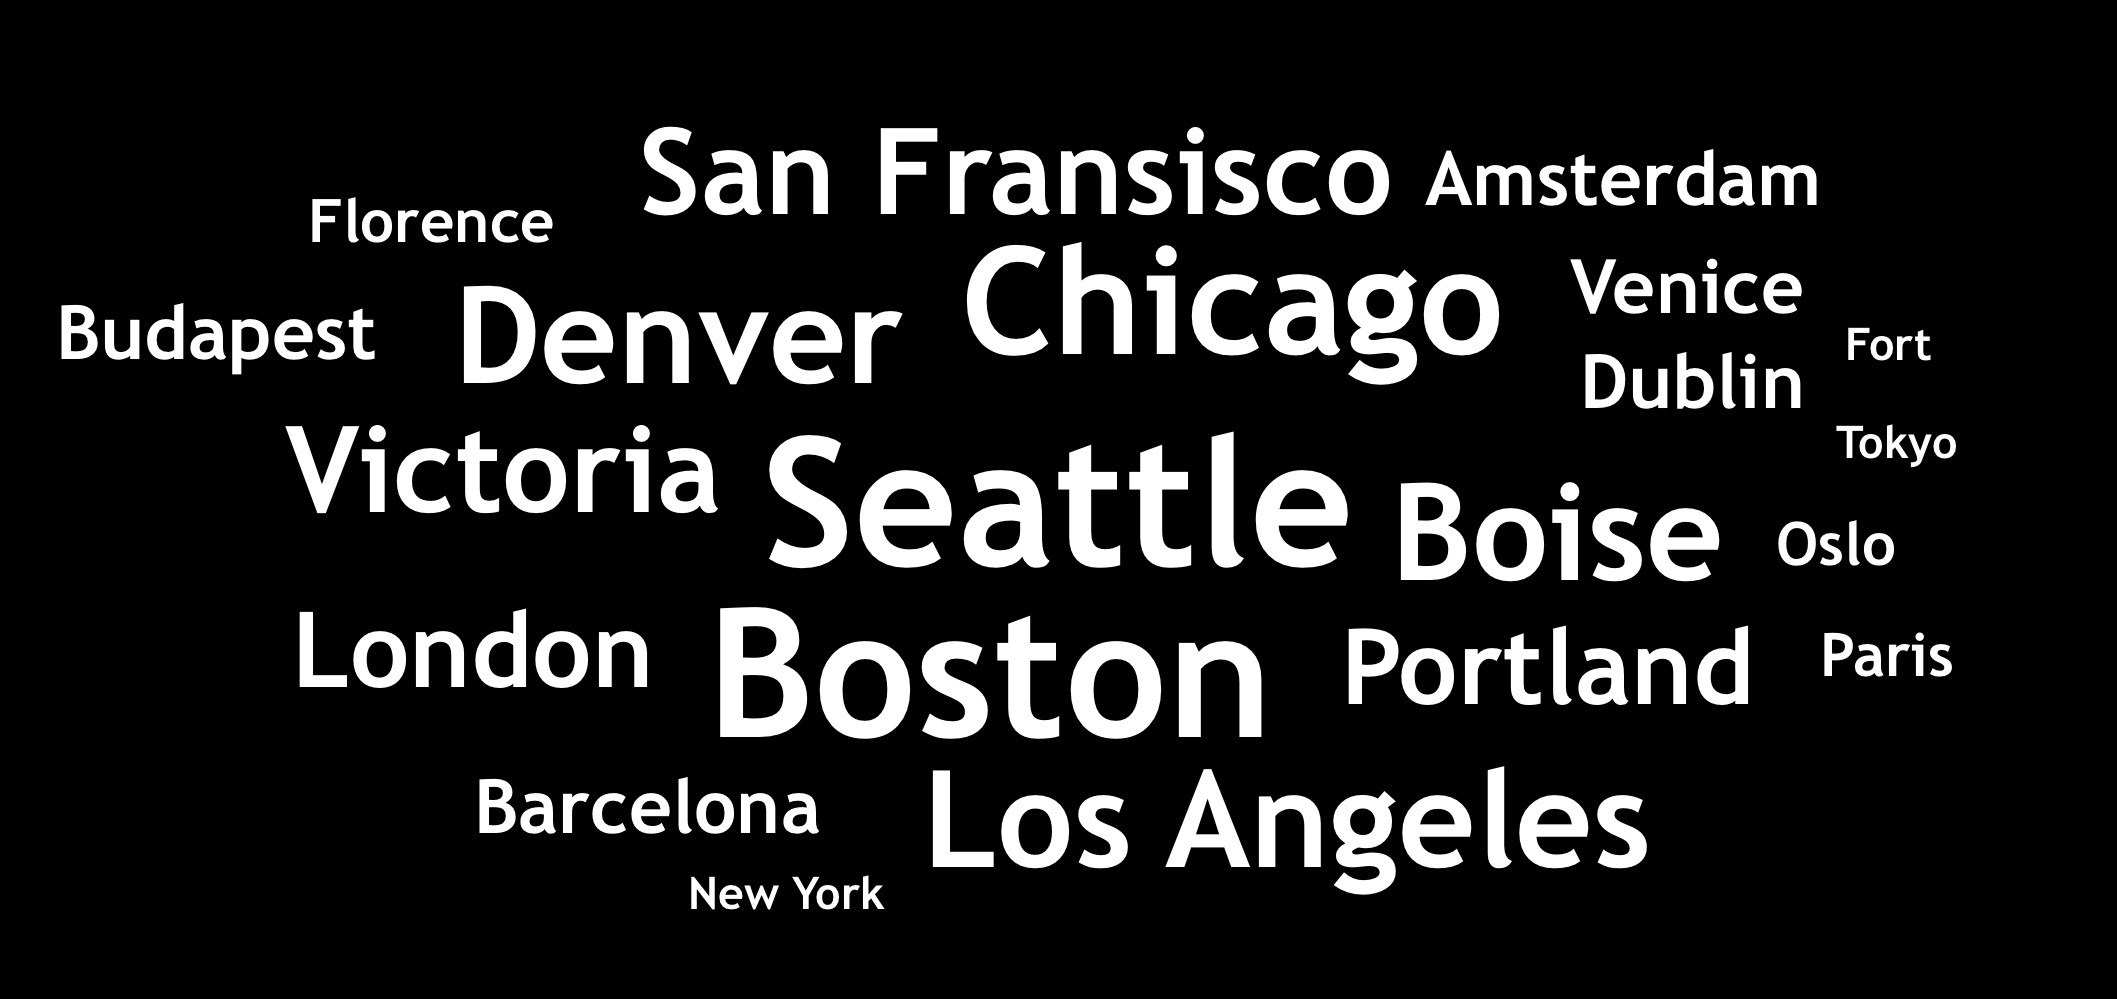 San Fransisco
Amsterdam
Florence
Chicago
Venice
Budapest
Denver
Fort
Dublin
Victoria
Tokyo
Seattle
Boise
Oslo
London
Boston
Portland
Paris
Barcelona
Los Angeles
New York